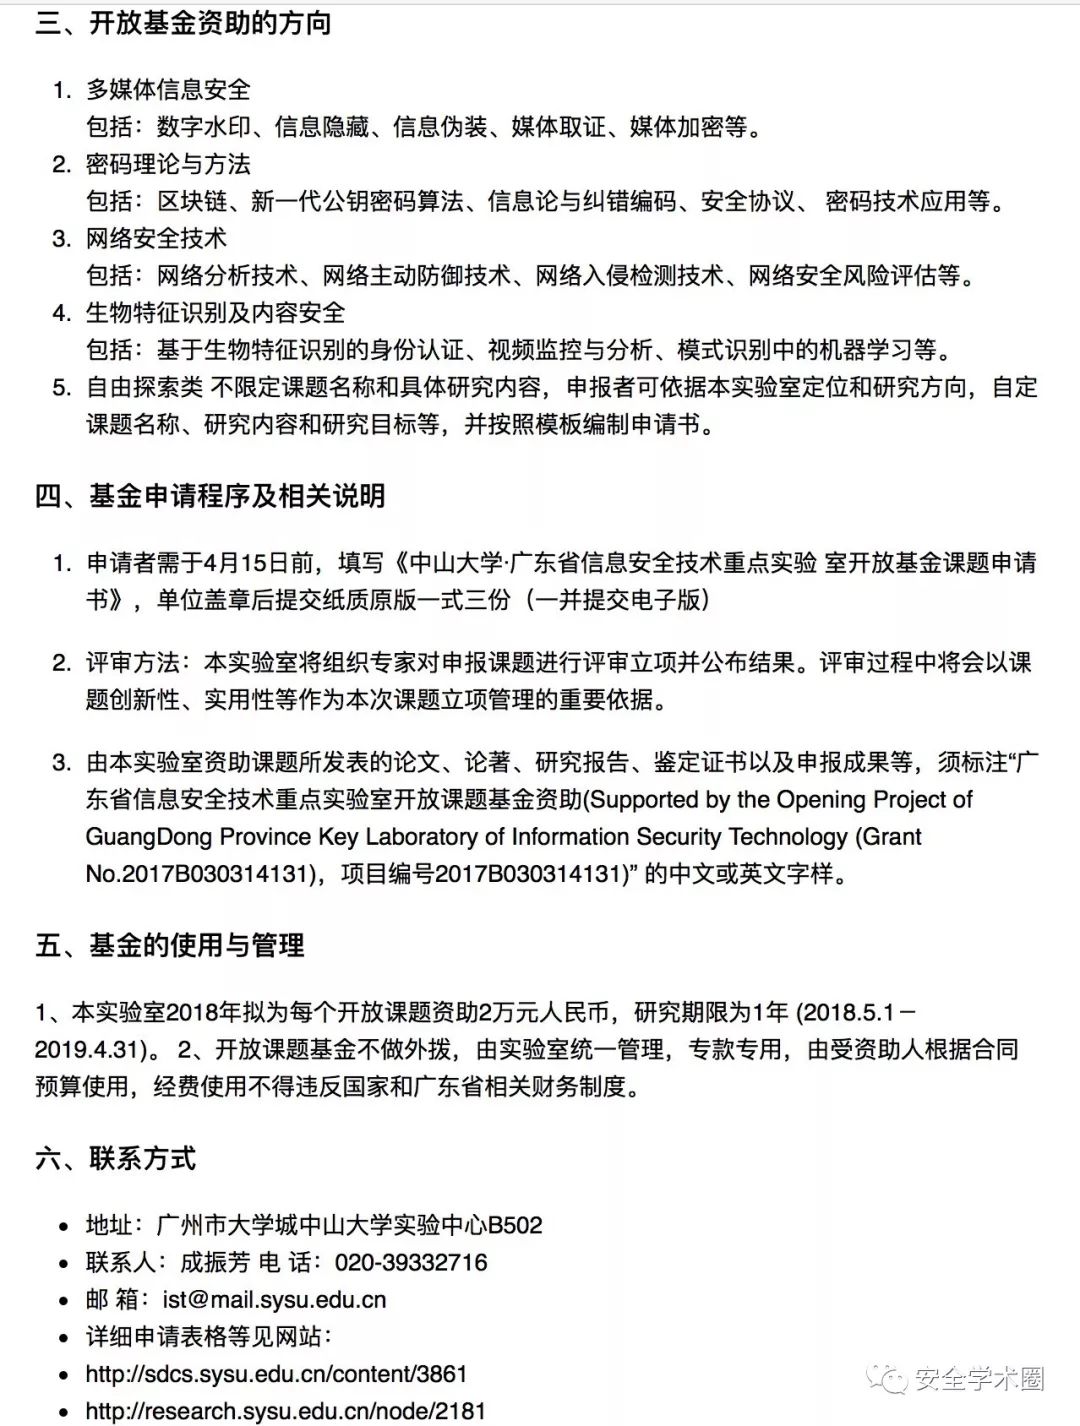 三、开放基金资助的方向
1. 多媒体信息安全
包括：数字水印、信息隐藏、信息伪装、媒体取证、媒体加密等。
2. 密码理论与方法
包括：区块链、新一代公钥密码算法、信息论与纠错编码、安全协议、 密码技术应用等。
3. 网络安全技术
包括：网络分析技术、网络主动防御技术、网络入侵检测技术、网络安全风险评估等。
4. 生物特征识别及内容安全
包括：基于生物特征识别的身份认证、视频监控与分析、模式识别中的机器学习等。
5. 自由探索类 不限定课题名称和具体研究内容，申报者可依据本实验室定位和研究方向，自定
课题名称、研究内容和研究目标等，并按照模板编制申请书。
四、基金申请程序及相关说明
1. 申请者需于4月15日前，填写《中山大学·广东省信息安全技术重点实验 室开放基金课题申请
书》，单位盖章后提交纸质原版一式三份（一并提交电子版）
2. 评审方法：本实验室将组织专家对申报课题进行评审立项并公布结果。评审过程中将会以课
题创新性、实用性等作为本次课题立项管理的重要依据。
3. 由本实验室资助课题所发表的论文、论著、研究报告、鉴定证书以及申报成果等，须标注“广
东省信息安全技术重点实验室开放课题基金资助(Supported by the Opening Project of
GuangDong Province Key Laboratory of Information Security Technology (Grant
No.2017B030314131)，项目编号2017B030314131)” 的中文或英文字样。
五、基金的使用与管理
1、本实验室2018年拟为每个开放课题资助2万元人民币，研究期限为1年 (2018.5.1－
2019.4.31)。 2、开放课题基金不做外拨，由实验室统一管理，专款专用，由受资助人根据合同
预算使用，经费使用不得违反国家和广东省相关财务制度。
六、联系方式
• 地址：广州市大学城中山大学实验中心B502
• 联系人：成振芳 电 话：020-39332716
• 邮 箱：ist@mail.sysu.edu.cn
• 详细申请表格等见网站：
• http://sdcs.sysu.edu.cn/content/3861
• http://research.sysu.edu.cn/node/2181
安全学术圈